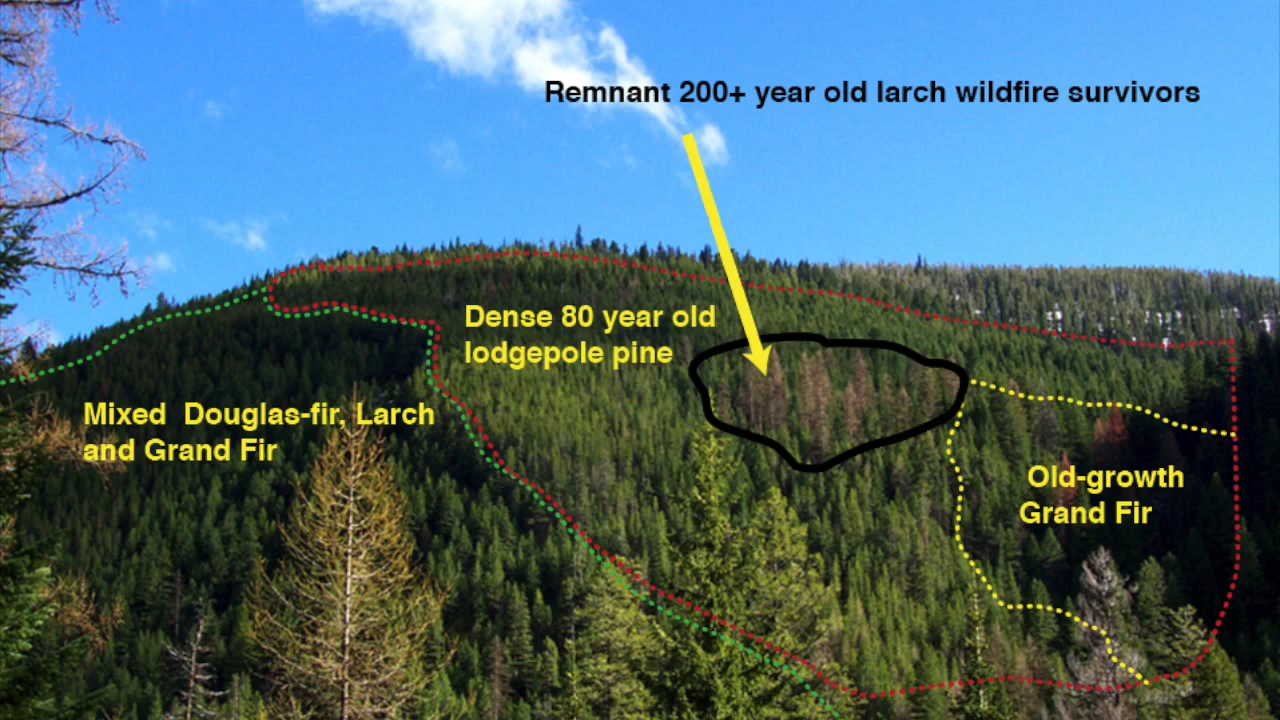 Remnant 200+ year old larch wildfire survivors
Dense 80 year old
lodgepole pine
Mixed Douglas-fir, Larch
and Grand Fir
Old-growth
Grand Fir